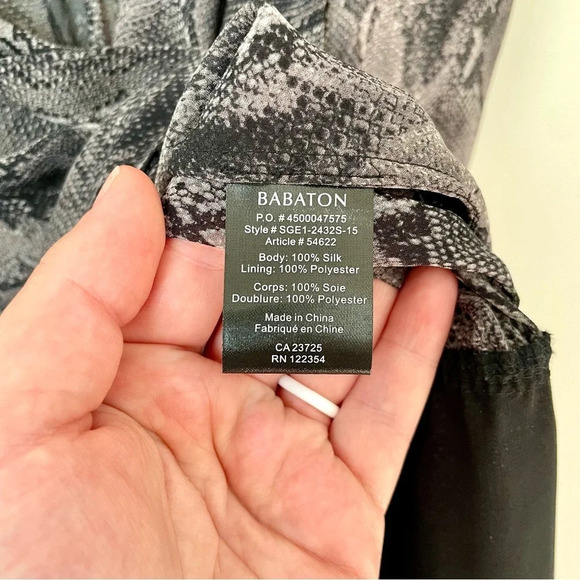 BABATON
P.O. # 4500047575
Style # SGE1-2432S-15
Article # 54622
Body: 100% Silk
Lining: 100% Polyester
Corps: 100% Soie
Doublure: 100% Polyester
Made in China
Fabriqué en Chine
CA 23725
RN 122354